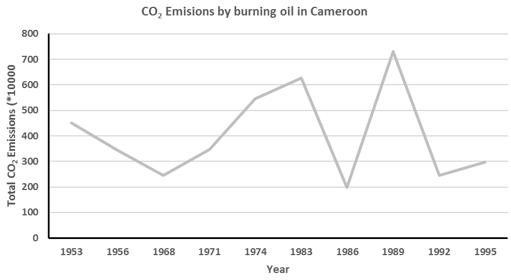 CO₂ Emisions by burning oil in Cameroon
Total CO₂ Emissions (*10000
800
700
600
500
400
300
200
100
0
1953 1956 1968 1971 1974 1983 1986 1989 1992 1995
Year